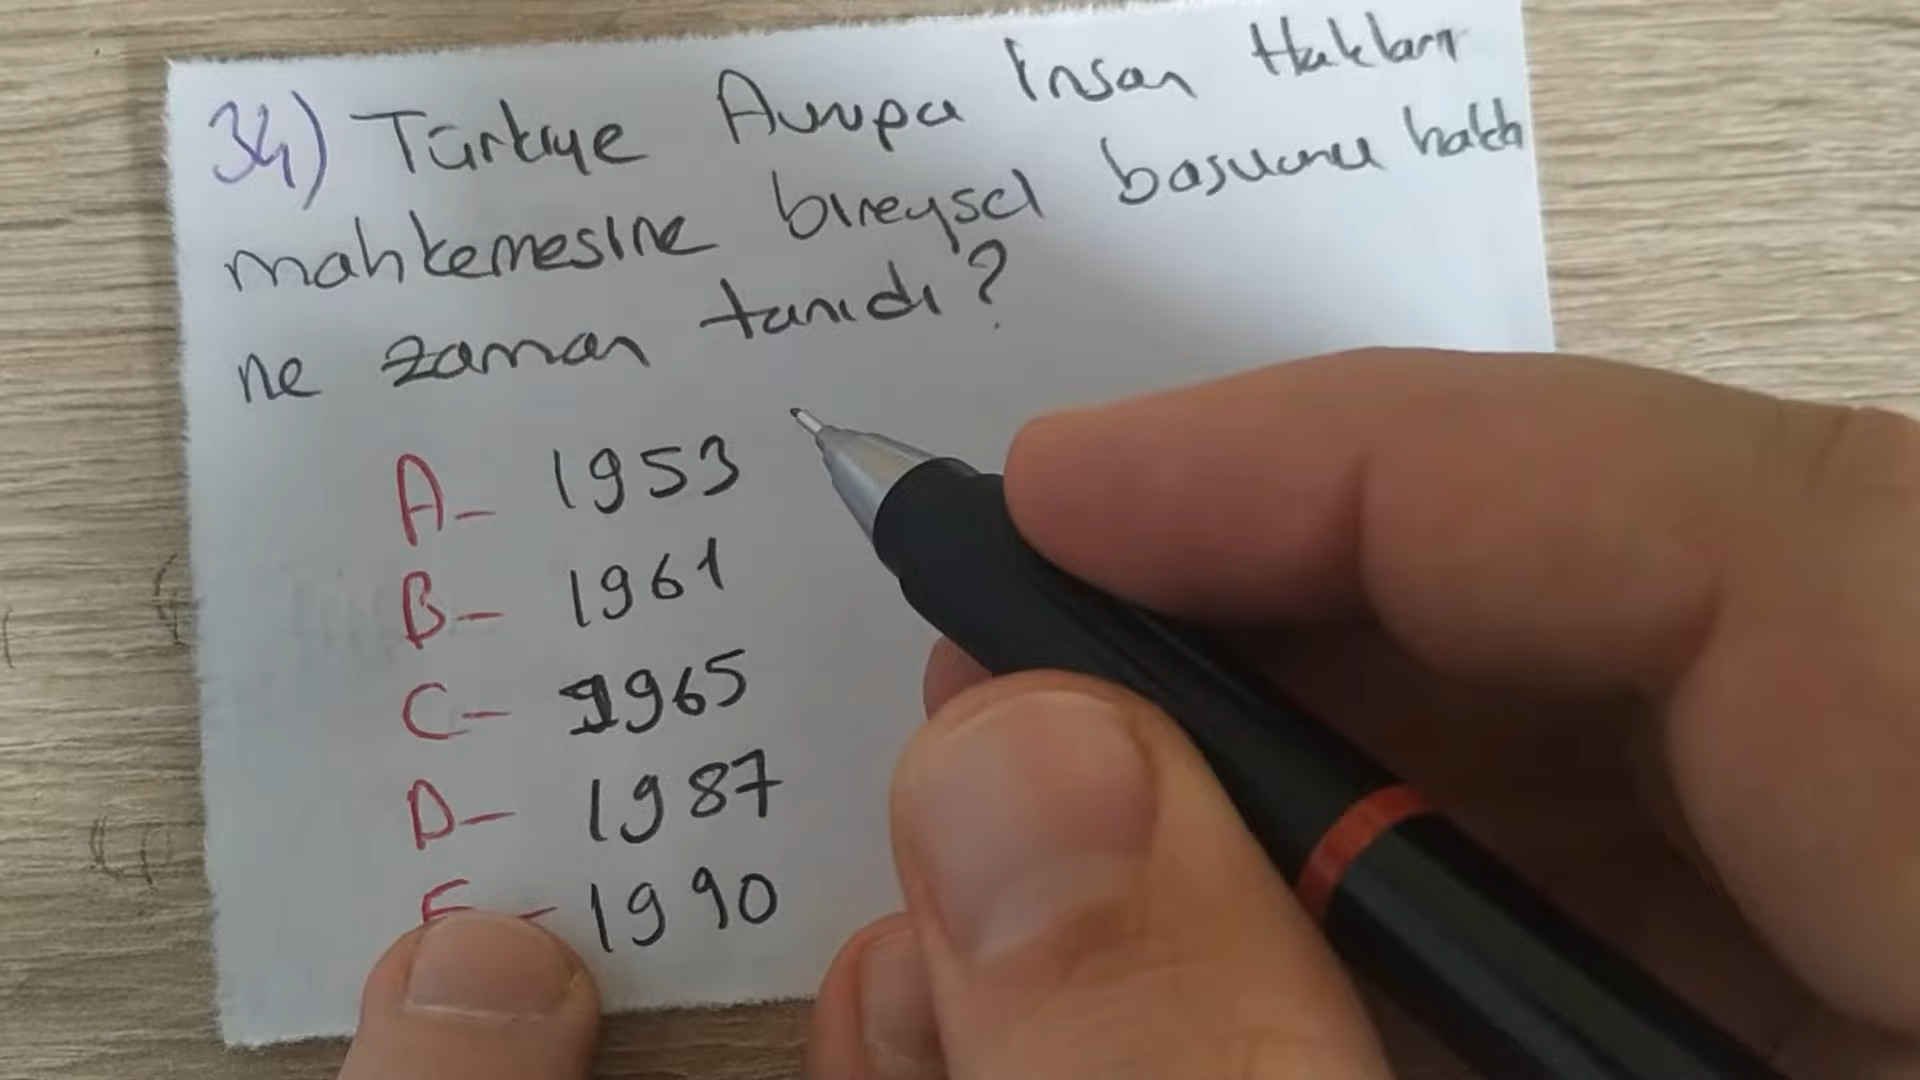 34) Türkiye Avrupa İnsan Hakları
mahkemesine bireysel başvuru hakkı
ne zaman tanıdı?
A- 1953
B- 1961
C- 1965
D- 1987
E- 1990